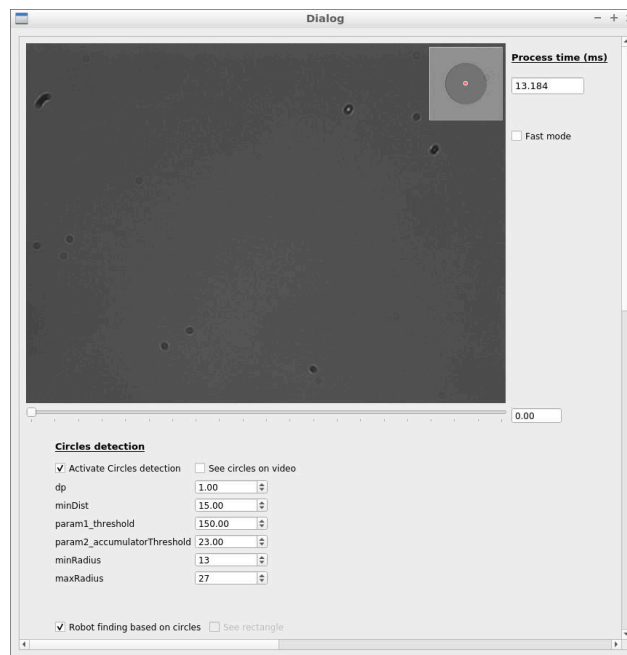 Dialog
Process time (ms)
13.184
Fast mode
0.00
Circles detection
Activate Circles detection See circles on video
dp 1.00
minDist 15.00
param1_threshold 150.00
param2_accumulatorThreshold 23.00
minRadius 13
maxRadius 27
Robot finding based on circles See rectangle